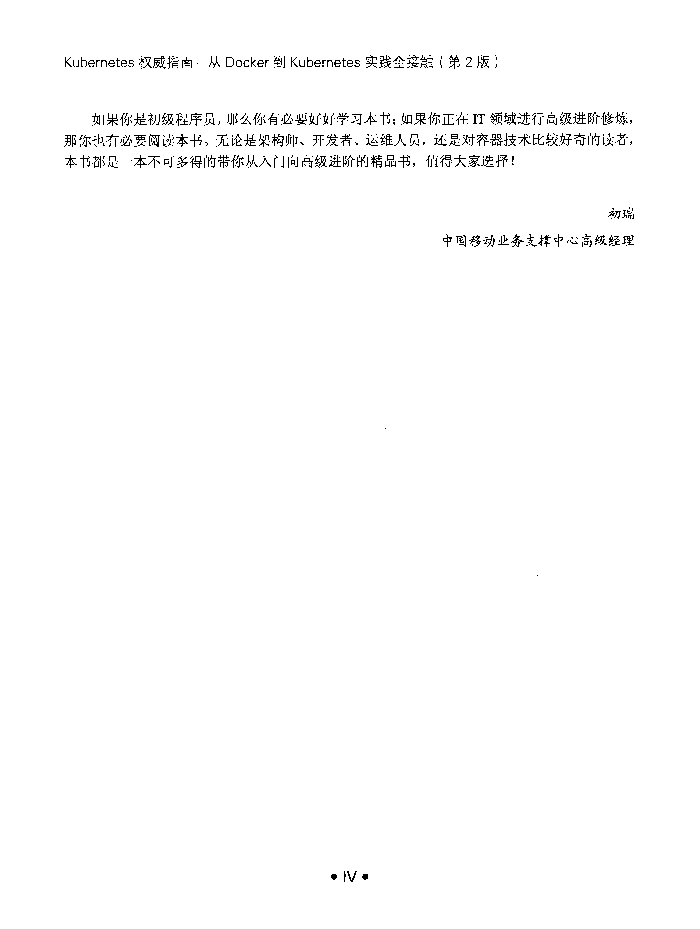 Kubernetes 权威指南：从 Docker 到 Kubernetes 实践全接触（第 2 版）
如果你是初级程序员，那么你有必要好好学习本书；如果你正在 IT 领域进行高级进阶修炼，
那你也有必要阅读本书。无论是架构师、开发者、运维人员，还是对容器技术比较好奇的读者，
本书都是一本不可多得的带你从入门向高级进阶的精品书，值得大家选择！
初瑞
中国移动业务支撑中心高级经理
• IV •